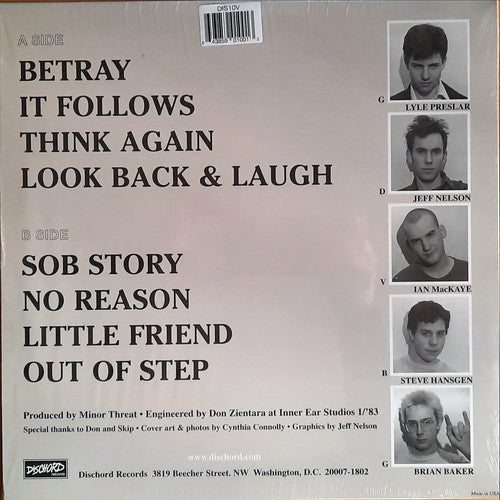 DIS10V
A SIDE
BETRAY
IT FOLLOWS
THINK AGAIN
LOOK BACK & LAUGH
B SIDE
SOB STORY
NO REASON
LITTLE FRIEND
OUT OF STEP
G LYLE PRESLAR
D JEFF NELSON
V IAN MacKAYE
B STEVE HANSGEN
G BRIAN BAKER
Produced by Minor Threat • Engineered by Don Zientara at Inner Ear Studios 1/'83
Special thanks to Don and Skip • Cover art & photos by Cynthia Connolly • Graphics by Jeff Nelson
www.dischord.com
DISCHORD
Dischord Records 3819 Beecher Street. NW Washington, D.C. 20007-1802
Made in USA